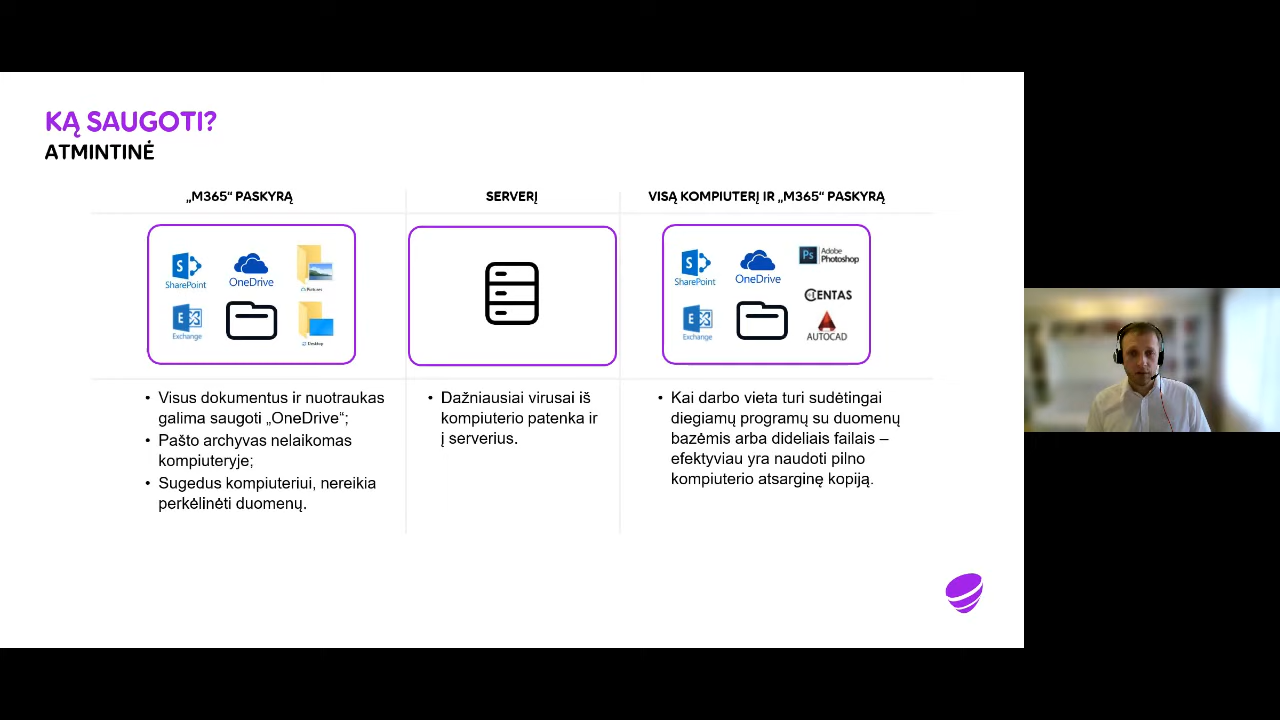 KĄ SAUGOTI?
ATMINTINĖ
„M365“ PASKYRĄ
SERVERĮ
VISĄ KOMPIUTERĮ IR „M365“ PASKYRĄ
SharePoint
OneDrive
Pictures
Exchange
Desktop
SharePoint
OneDrive
Ps Adobe Photoshop
CENTAS
Exchange
AUTOCAD
• Visus dokumentus ir nuotraukas
galima saugoti „OneDrive“;
• Pašto archyvas nelaikomas
kompiuteryje;
• Sugedus kompiuteriui, nereikia
perkėlinėti duomenų.
• Dažniausiai virusai iš
kompiuterio patenka ir
į serverius.
• Kai darbo vieta turi sudėtingai
diegiamų programų su duomenų
bazėmis arba dideliais failais –
efektyviau yra naudoti pilno
kompiuterio atsarginę kopiją.